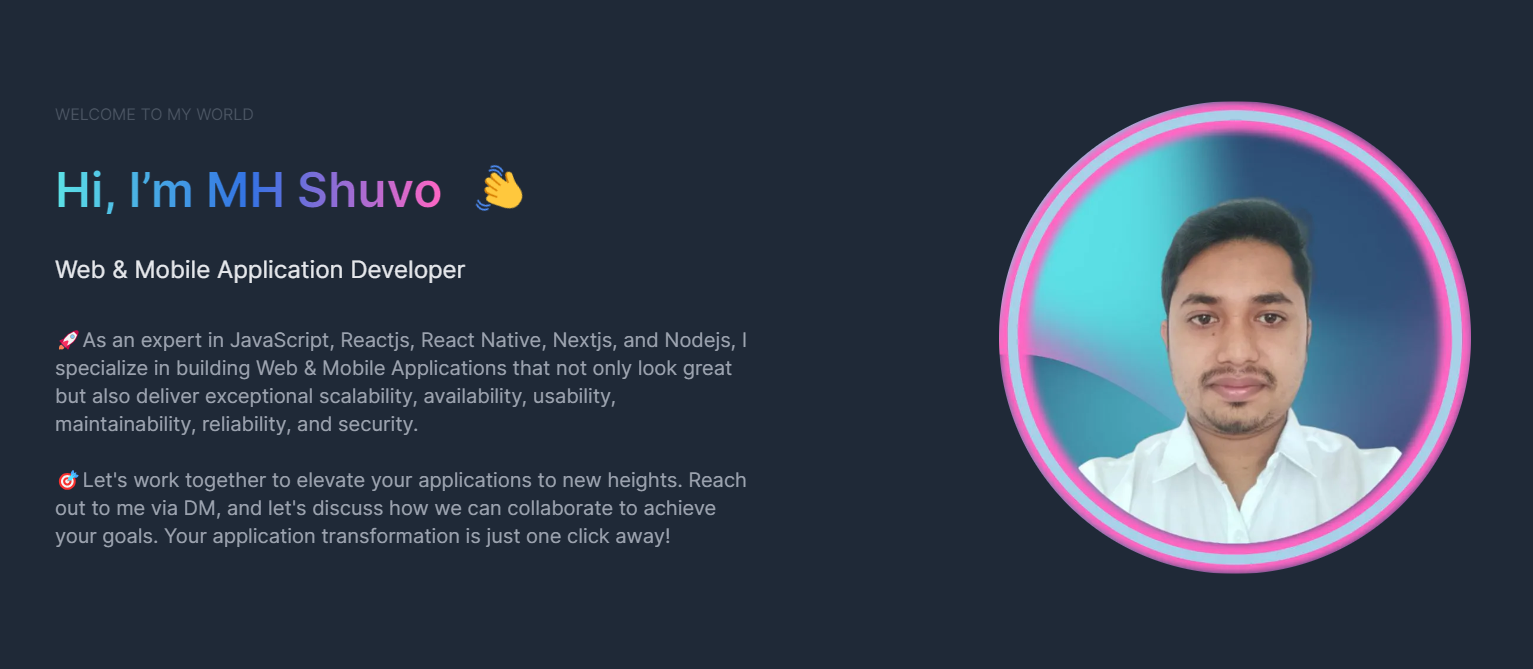 WELCOME TO MY WORLD
Hi, I’m MH Shuvo 👋
Web & Mobile Application Developer
🚀As an expert in JavaScript, Reactjs, React Native, Nextjs, and Nodejs, I
specialize in building Web & Mobile Applications that not only look great
but also deliver exceptional scalability, availability, usability,
maintainability, reliability, and security.
🎯Let's work together to elevate your applications to new heights. Reach
out to me via DM, and let's discuss how we can collaborate to achieve
your goals. Your application transformation is just one click away!